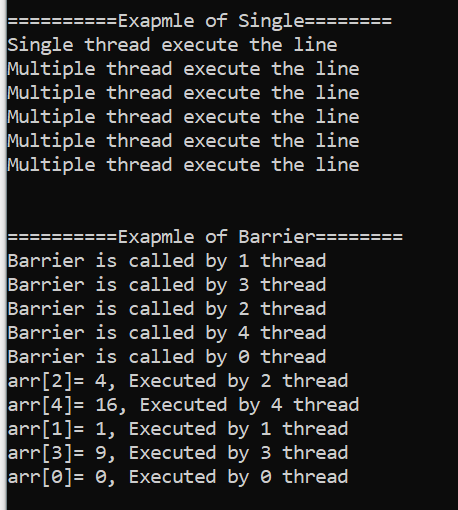 ==========Exapmle of Single========
Single thread execute the line
Multiple thread execute the line
Multiple thread execute the line
Multiple thread execute the line
Multiple thread execute the line
Multiple thread execute the line
==========Exapmle of Barrier========
Barrier is called by 1 thread
Barrier is called by 3 thread
Barrier is called by 2 thread
Barrier is called by 4 thread
Barrier is called by 0 thread
arr[2]= 4, Executed by 2 thread
arr[4]= 16, Executed by 4 thread
arr[1]= 1, Executed by 1 thread
arr[3]= 9, Executed by 3 thread
arr[0]= 0, Executed by 0 thread